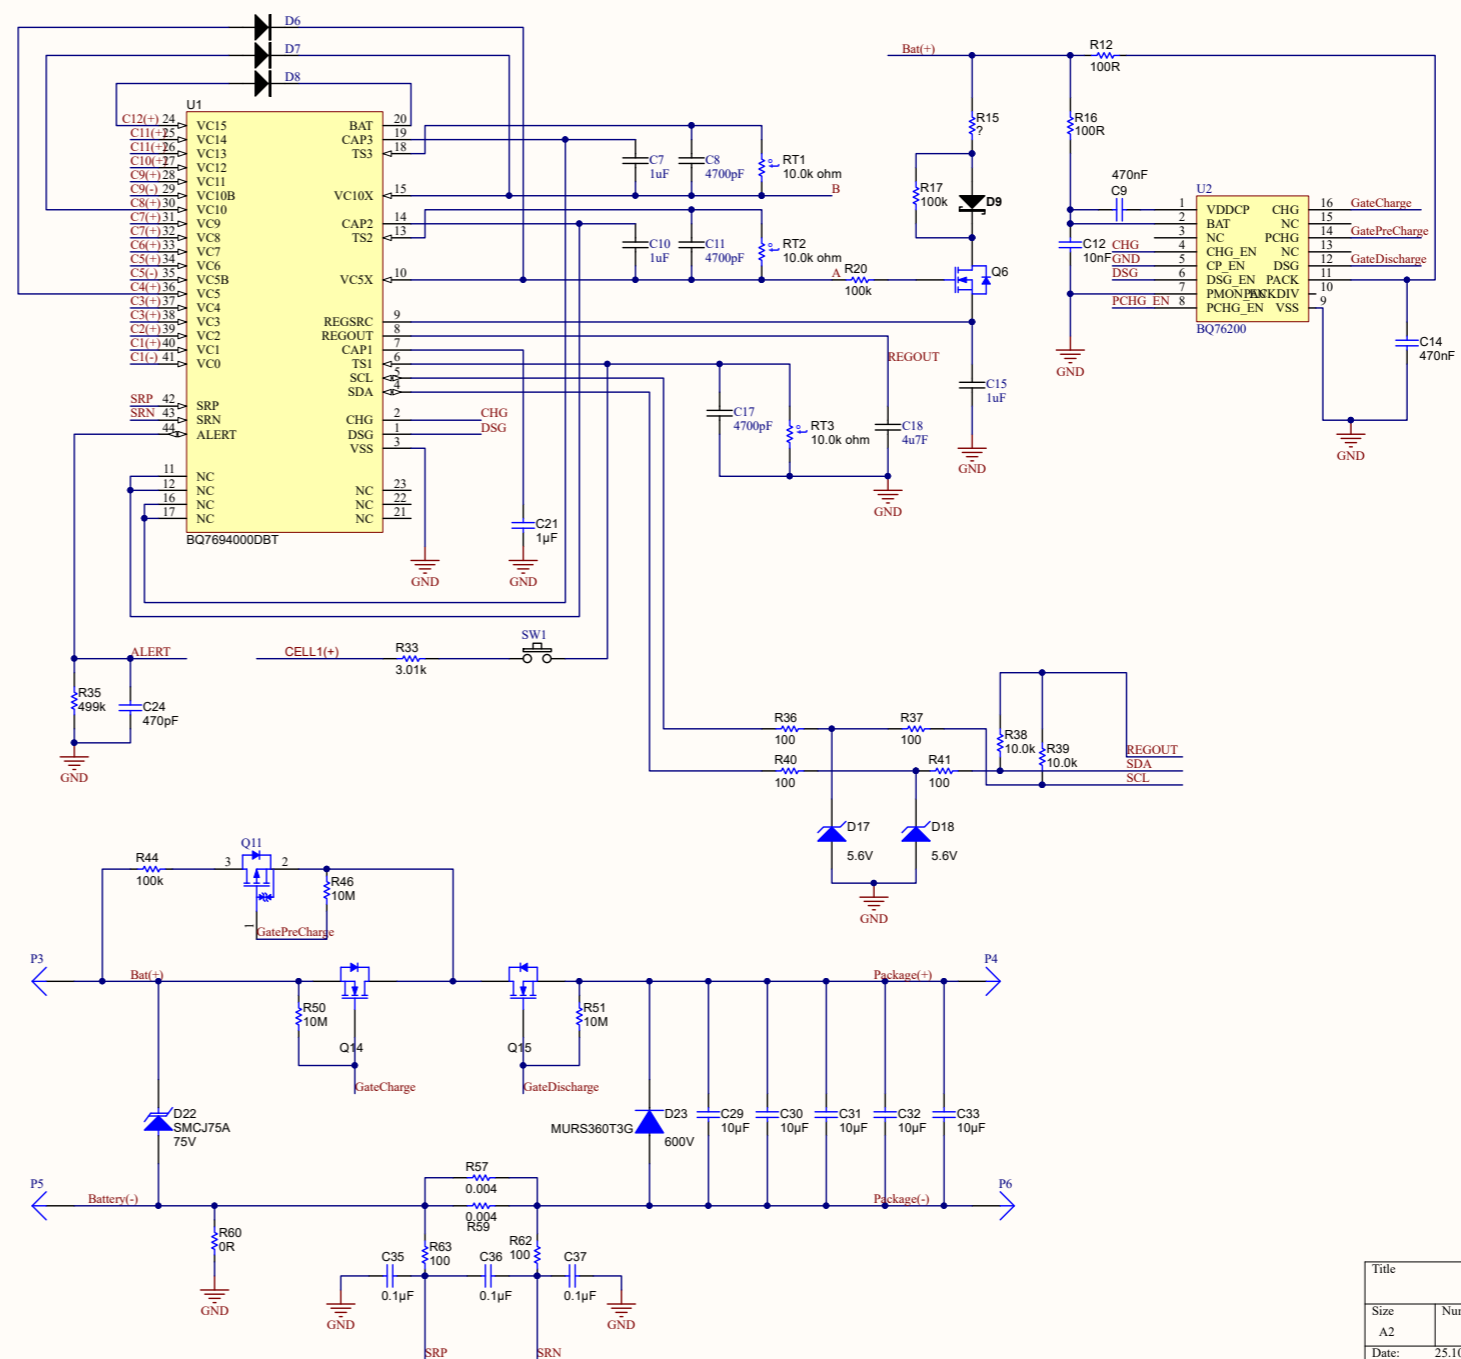 D6
D7
D8
U1
C12(+) 24 VC15
C11(+) 25 VC14
C11(+) 26 VC13
C10(+) 27 VC12
C9(+) 28 VC11
C9(-) 29 VC10B
C8(+) 30 VC10
C7(+) 31 VC9
C7(+) 32 VC8
C6(+) 33 VC7
C5(+) 34 VC6
C5(-) 35 VC5B
C4(+) 36 VC5
C3(+) 37 VC4
C3(+) 38 VC3
C2(+) 39 VC2
C1(+) 40 VC1
C1(-) 41 VC0
SRP 42 SRP
SRN 43 SRN
44 ALERT
11 NC
12 NC
16 NC
17 NC
BAT 20
CAP3 19
TS3 18
VC10X 15
CAP2 14
TS2 13
VC5X 10
REGSRC 9
REGOUT 8
CAP1 7
TS1 6
SCL 5
SDA 4
CHG 2 CHG
DSG 1 DSG
VSS 3
NC 23
NC 22
NC 21
BQ7694000DBT
C7
1uF
C8
4700pF
RT1
10.0k ohm
B
C10
1uF
C11
4700pF
RT2
10.0k ohm
A
R20
100k
Bat(+)
R15
?
R17
100k
D9
Q6
R12
100R
R16
100R
470nF
C9
C12
10nF
GND
U2
1 VDDCP
2 BAT
3 NC
CHG 4 CHG_EN
GND 5 CP_EN
DSG 6 DSG_EN
7 PMON_EN
PCHG_EN 8 PCHG_EN
CHG 16 GateCharge
NC 15
PCHG 14 GatePreCharge
NC 13
DSG 12 GateDischarge
PACK 11
PACKDIV 10
VSS 9
BQ76200
C14
470nF
GND
REGOUT
C15
1uF
GND
C17
4700pF
RT3
10.0k ohm
C18
4u7F
GND
GND
C21
1µF
GND
ALERT
R35
499k
C24
470pF
GND
CELL1(+)
R33
3.01k
SW1
R36
100
R37
100
R40
100
R41
100
R38
10.0k
R39
10.0k
REGOUT
SDA
SCL
D17
5.6V
D18
5.6V
GND
R44
100k
Q11
3
2
1
R46
10M
GatePreCharge
P3
Bat(+)
R50
10M
Q14
GateCharge
Q15
R51
10M
GateDischarge
Package(+)
P4
D22
SMCJ75A
75V
D23
MURS360T3G
600V
C29
10µF
C30
10µF
C31
10µF
C32
10µF
C33
10µF
P5
Battery(-)
R57
0.004
0.004
R59
Package(-)
P6
R60
0R
GND
R63
100
R62
100
C35
0.1µF
C36
0.1µF
C37
0.1µF
GND
GND
SRP
SRN
Title
Size
A2
Date: